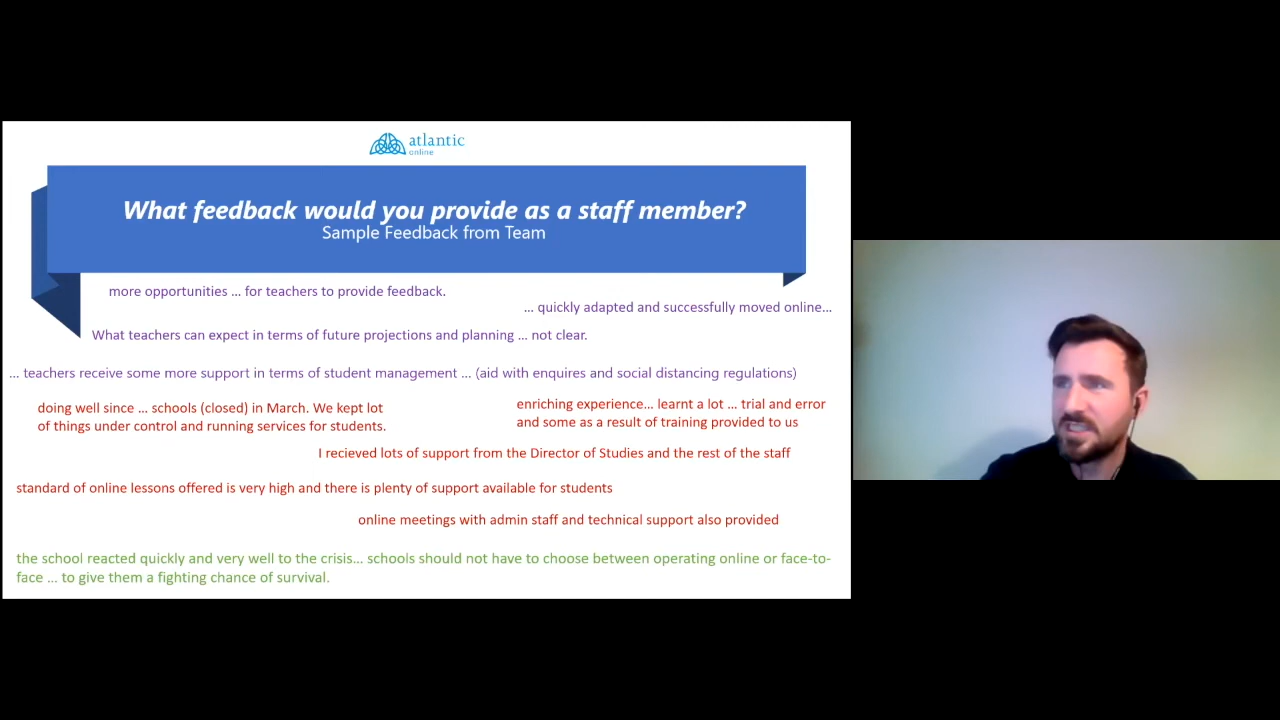 atlantic
online
What feedback would you provide as a staff member?
Sample Feedback from Team
more opportunities ... for teachers to provide feedback.
... quickly adapted and successfully moved online...
What teachers can expect in terms of future projections and planning ... not clear.
... teachers receive some more support in terms of student management ... (aid with enquires and social distancing regulations)
doing well since ... schools (closed) in March. We kept lot
of things under control and running services for students.
enriching experience... learnt a lot ... trial and error
and some as a result of training provided to us
I recieved lots of support from the Director of Studies and the rest of the staff
standard of online lessons offered is very high and there is plenty of support available for students
online meetings with admin staff and technical support also provided
the school reacted quickly and very well to the crisis... schools should not have to choose between operating online or face-to-
face ... to give them a fighting chance of survival.